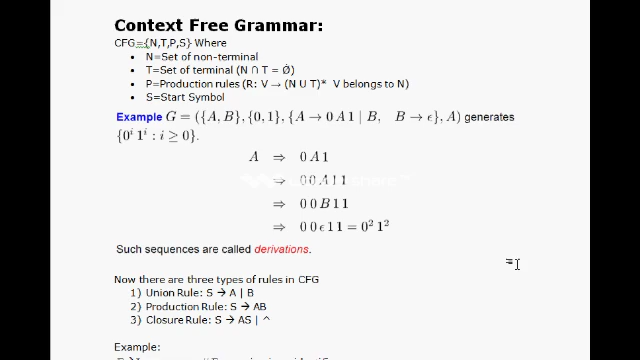 Context Free Grammar:
CFG={N,T,P,S} Where
• N=Set of non-terminal
• T=Set of terminal (N ∩ T = Ǿ)
• P=Production rules (R: V → (N U T)* V belongs to N)
• S=Start Symbol
Example G = ({A, B}, {0, 1}, {A → 0 A 1 | B, B → ϵ}, A) generates
{0^i 1^i : i ≥ 0}.
A ⇒ 0 A 1
⇒ 0 0 A 1 1
⇒ 0 0 B 1 1
⇒ 0 0 ϵ 1 1 = 0² 1²
Such sequences are called derivations.
=
Now there are three types of rules in CFG
1) Union Rule: S → A | B
2) Production Rule: S → AB
3) Closure Rule: S → AS | ^
Example: